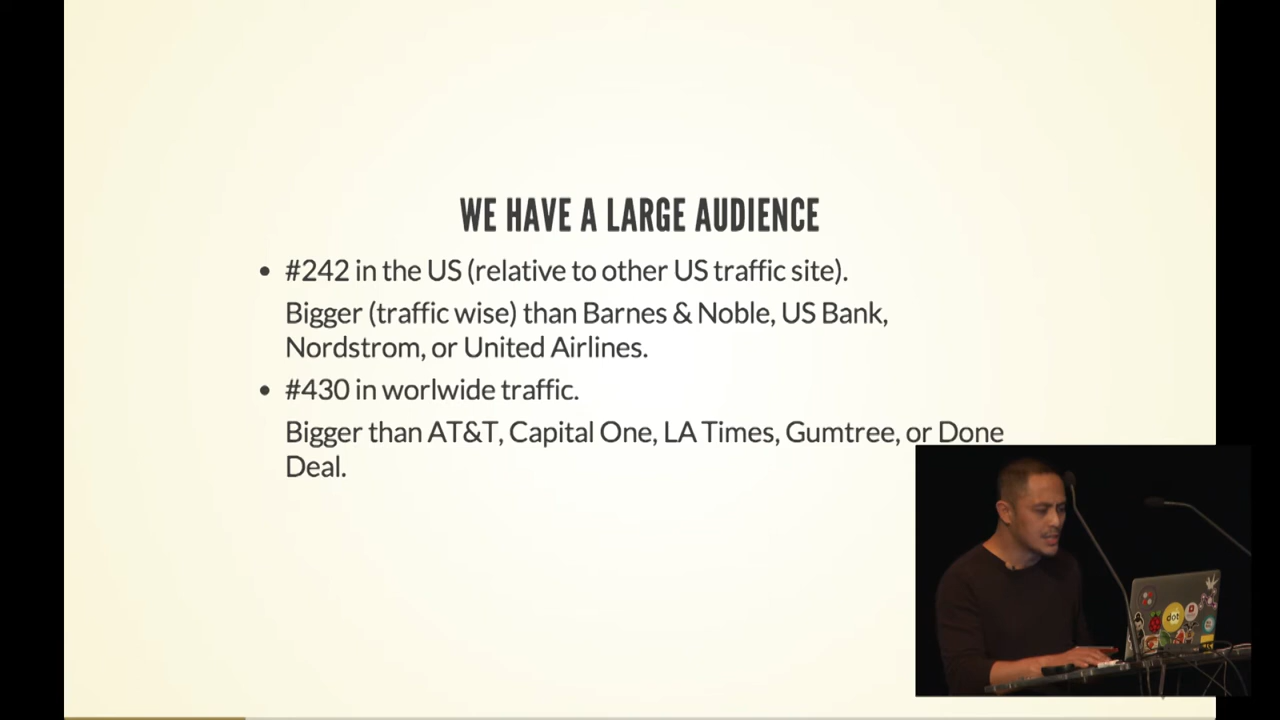 WE HAVE A LARGE AUDIENCE
• #242 in the US (relative to other US traffic site).
Bigger (traffic wise) than Barnes & Noble, US Bank,
Nordstrom, or United Airlines.
• #430 in worlwide traffic.
Bigger than AT&T, Capital One, LA Times, Gumtree, or Done
Deal.
dot